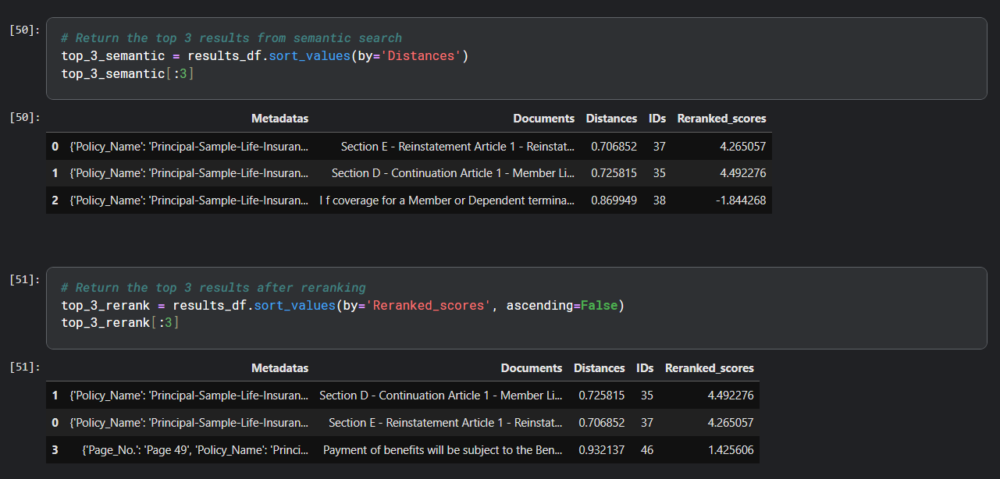 [50]:
# Return the top 3 results from semantic search
top_3_semantic = results_df.sort_values(by='Distances')
top_3_semantic[:3]
[50]:
Metadatas Documents Distances IDs Reranked_scores
0 {'Policy_Name': 'Principal-Sample-Life-Insuran... Section E - Reinstatement Article 1 - Reinstat... 0.706852 37 4.265057
1 {'Policy_Name': 'Principal-Sample-Life-Insuran... Section D - Continuation Article 1 - Member Li... 0.725815 35 4.492276
2 {'Policy_Name': 'Principal-Sample-Life-Insuran... I f coverage for a Member or Dependent termina... 0.869949 38 -1.844268
[51]:
# Return the top 3 results after reranking
top_3_rerank = results_df.sort_values(by='Reranked_scores', ascending=False)
top_3_rerank[:3]
[51]:
Metadatas Documents Distances IDs Reranked_scores
1 {'Policy_Name': 'Principal-Sample-Life-Insuran... Section D - Continuation Article 1 - Member Li... 0.725815 35 4.492276
0 {'Policy_Name': 'Principal-Sample-Life-Insuran... Section E - Reinstatement Article 1 - Reinstat... 0.706852 37 4.265057
3 {'Page_No.': 'Page 49', 'Policy_Name': 'Princi... Payment of benefits will be subject to the Ben... 0.932137 46 1.425606